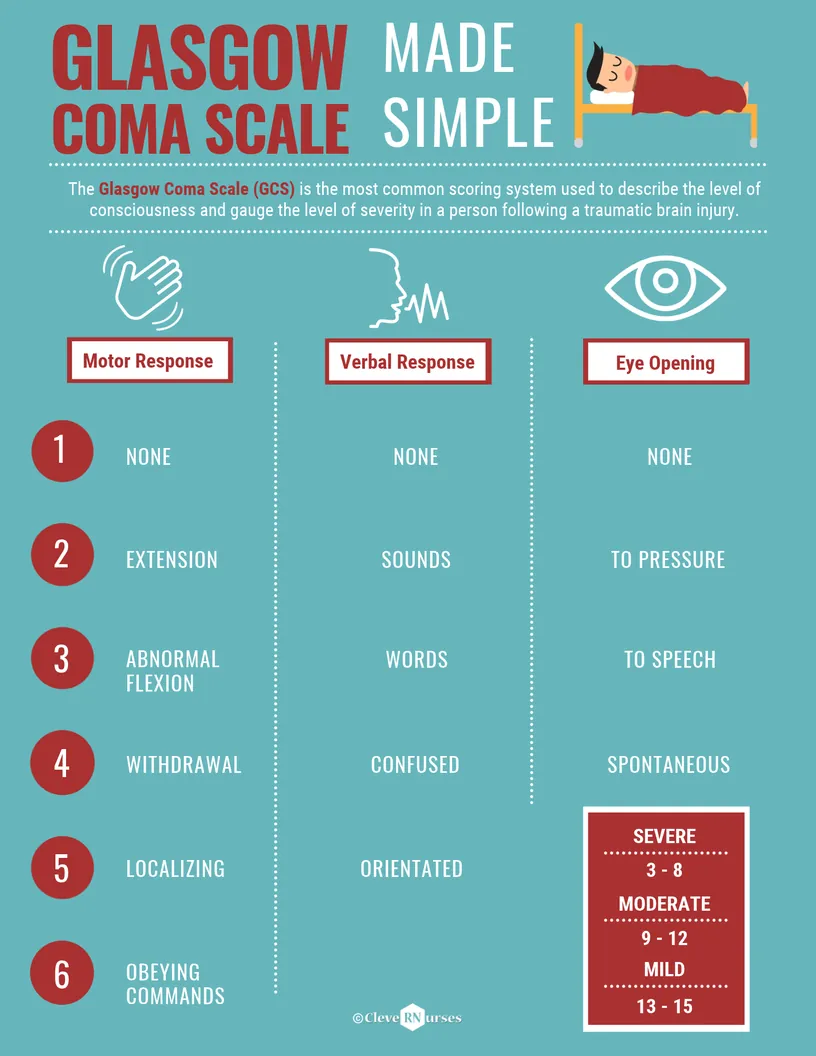 GLASGOW
COMA SCALE
MADE
SIMPLE
The Glasgow Coma Scale (GCS) is the most common scoring system used to describe the level of
consciousness and gauge the level of severity in a person following a traumatic brain injury.
Motor Response
Verbal Response
Eye Opening
1
NONE
NONE
NONE
2
EXTENSION
SOUNDS
TO PRESSURE
3
ABNORMAL
FLEXION
WORDS
TO SPEECH
4
WITHDRAWAL
CONFUSED
SPONTANEOUS
5
LOCALIZING
ORIENTATED
6
OBEYING
COMMANDS
SEVERE
3 - 8
MODERATE
9 - 12
MILD
13 - 15
©CleveRNurses